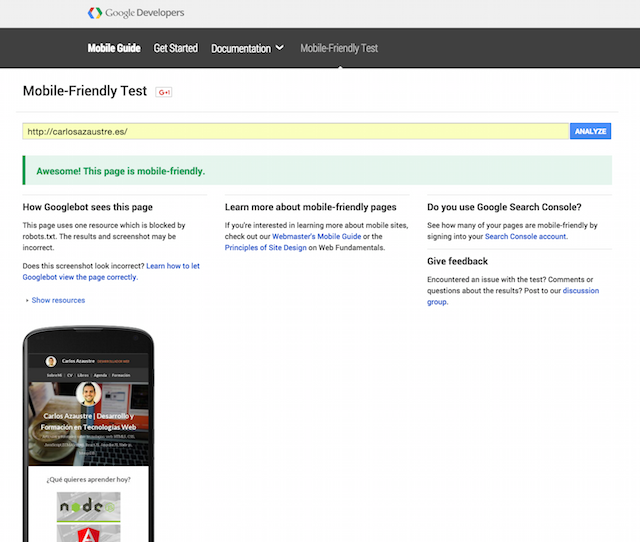 Google Developers
Mobile Guide Get Started Documentation Mobile-Friendly Test
Mobile-Friendly Test G+1
http://carlosazaustre.es/ ANALYZE
Awesome! This page is mobile-friendly.
How Googlebot sees this page
This page uses one resource which is blocked by
robots.txt. The results and screenshot may be
incorrect.
Does this screenshot look incorrect? Learn how to let
Googlebot view the page correctly.
Show resources
Learn more about mobile-friendly pages
If you're interested in learning more about mobile sites,
check out our Webmaster's Mobile Guide or the
Principles of Site Design on Web Fundamentals.
Do you use Google Search Console?
See how many of your pages are mobile-friendly by
signing into your Search Console account.
Give feedback
Encountered an issue with the test? Comments or
questions about the results? Post to our discussion
group.
Carlos Azaustre
Sobre Mí | CV | Libros | Agenda | Formación
Carlos Azaustre | Desarrollo y
Formación en Tecnologías Web
¿Qué quieres aprender hoy?
node